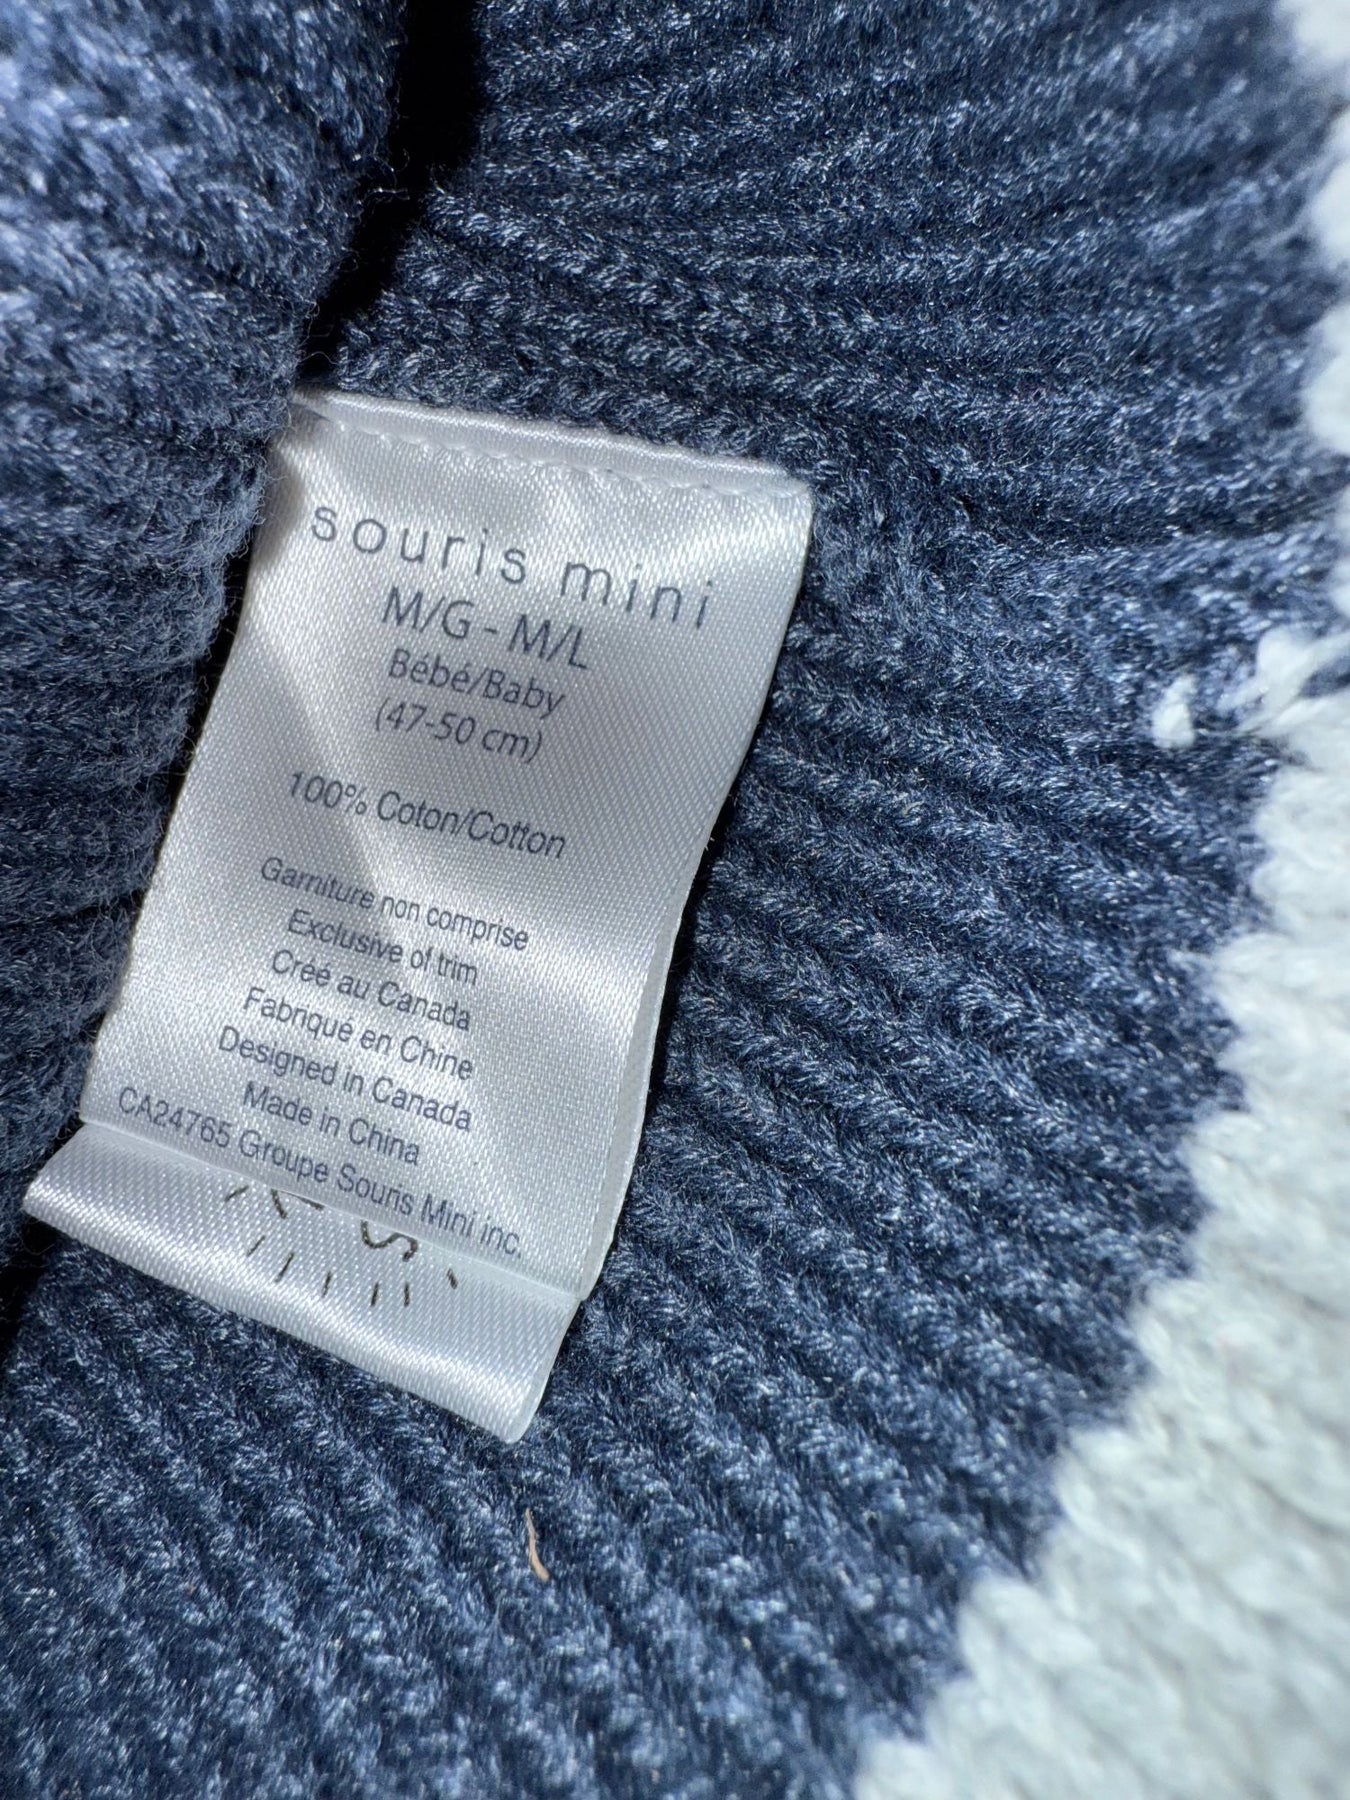 souris mini
M/G - M/L
Bébé/Baby
(47-50 cm)
100% Coton/Cotton
Garniture non comprise
Exclusive of trim
Créé au Canada
Fabriqué en Chine
Designed in Canada
Made in China
CA24765 Groupe Souris Mini inc.